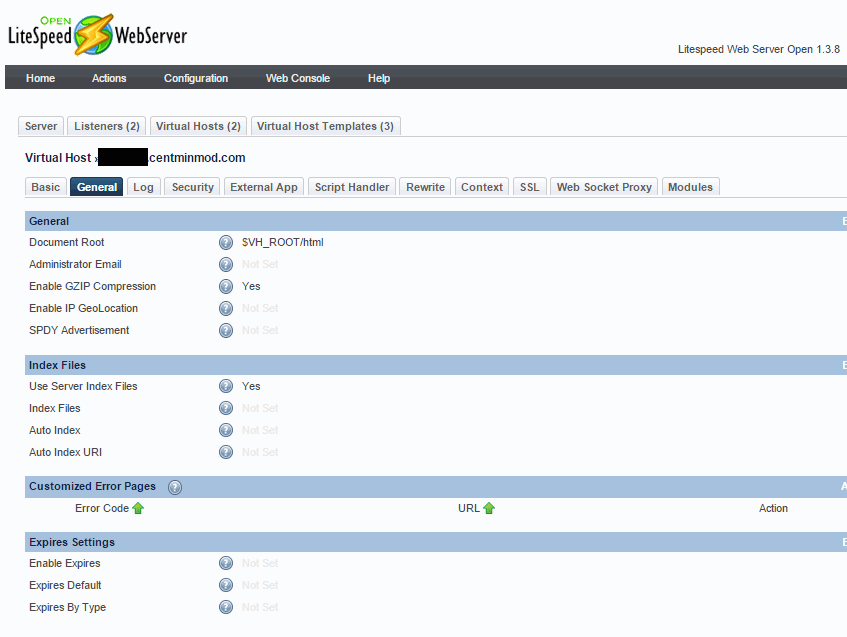 OPEN
LiteSpeed WebServer
Litespeed Web Server Open 1.3.8
Home Actions Configuration Web Console Help
Server Listeners (2) Virtual Hosts (2) Virtual Host Templates (3)
Virtual Host » .centminmod.com
Basic General Log Security External App Script Handler Rewrite Context SSL Web Socket Proxy Modules
General
Document Root ? $VH_ROOT/html
Administrator Email ? Not Set
Enable GZIP Compression ? Yes
Enable IP GeoLocation ? Not Set
SPDY Advertisement ? Not Set
Index Files
Use Server Index Files ? Yes
Index Files ? Not Set
Auto Index ? Not Set
Auto Index URI ? Not Set
Customized Error Pages ? A
Error Code URL Action
Expires Settings
Enable Expires ? Not Set
Expires Default ? Not Set
Expires By Type ? Not Set